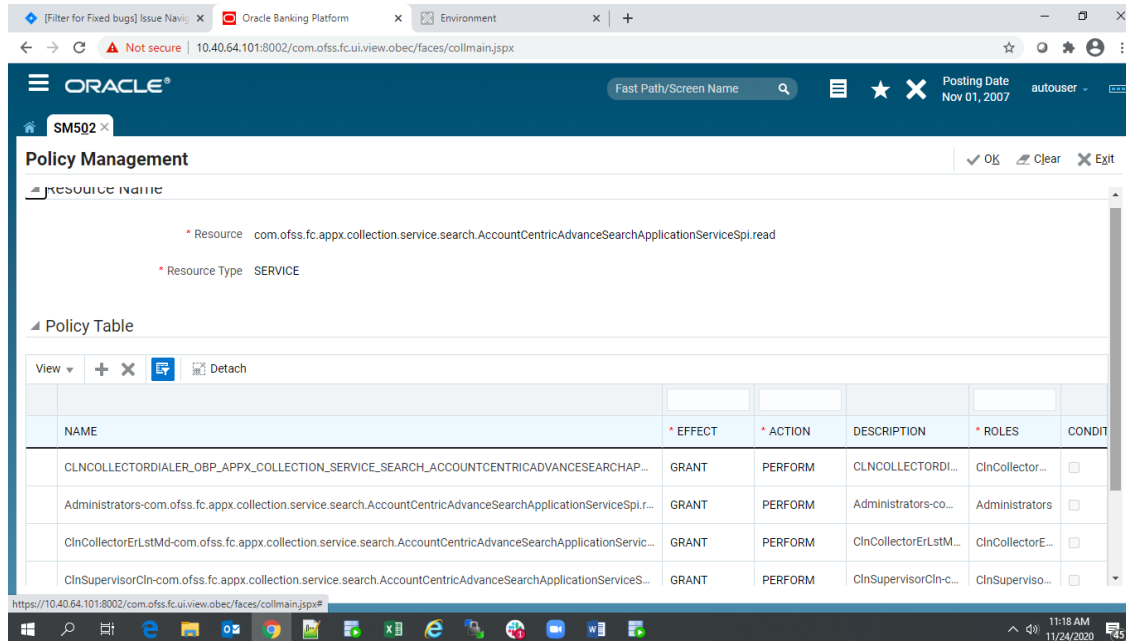 [Filter for Fixed bugs] Issue Navig
Oracle Banking Platform
Environment
Not secure 10.40.64.101:8002/com.ofss.fc.ui.view.obec/faces/collmain.jspx
ORACLE®
Fast Path/Screen Name
Posting Date
Nov 01, 2007
autouser
SM502
Policy Management
OK Clear Exit
Resource Name
* Resource com.ofss.fc.appx.collection.service.search.AccountCentricAdvanceSearchApplicationServiceSpi.read
* Resource Type SERVICE
Policy Table
View Detach
NAME * EFFECT * ACTION DESCRIPTION * ROLES CONDIT
CLNCOLLECTORDIALER_OBP_APPX_COLLECTION_SERVICE_SEARCH_ACCOUNTCENTRICADVANCESEARCHAP... GRANT PERFORM CLNCOLLECTORDI... ClnCollector...
Administrators-com.ofss.fc.appx.collection.service.search.AccountCentricAdvanceSearchApplicationServiceSpi.r... GRANT PERFORM Administrators-co... Administrators
ClnCollectorErLstMd-com.ofss.fc.appx.collection.service.search.AccountCentricAdvanceSearchApplicationServic... GRANT PERFORM ClnCollectorErLstM... ClnCollectorE...
ClnSupervisorCln-com.ofss.fc.appx.collection.service.search.AccountCentricAdvanceSearchApplicationServiceS... GRANT PERFORM ClnSupervisorCln-c... ClnSuperviso...
https://10.40.64.101:8002/com.ofss.fc.ui.view.obec/faces/collmain.jspx#
11:18 AM
11/24/2020
45